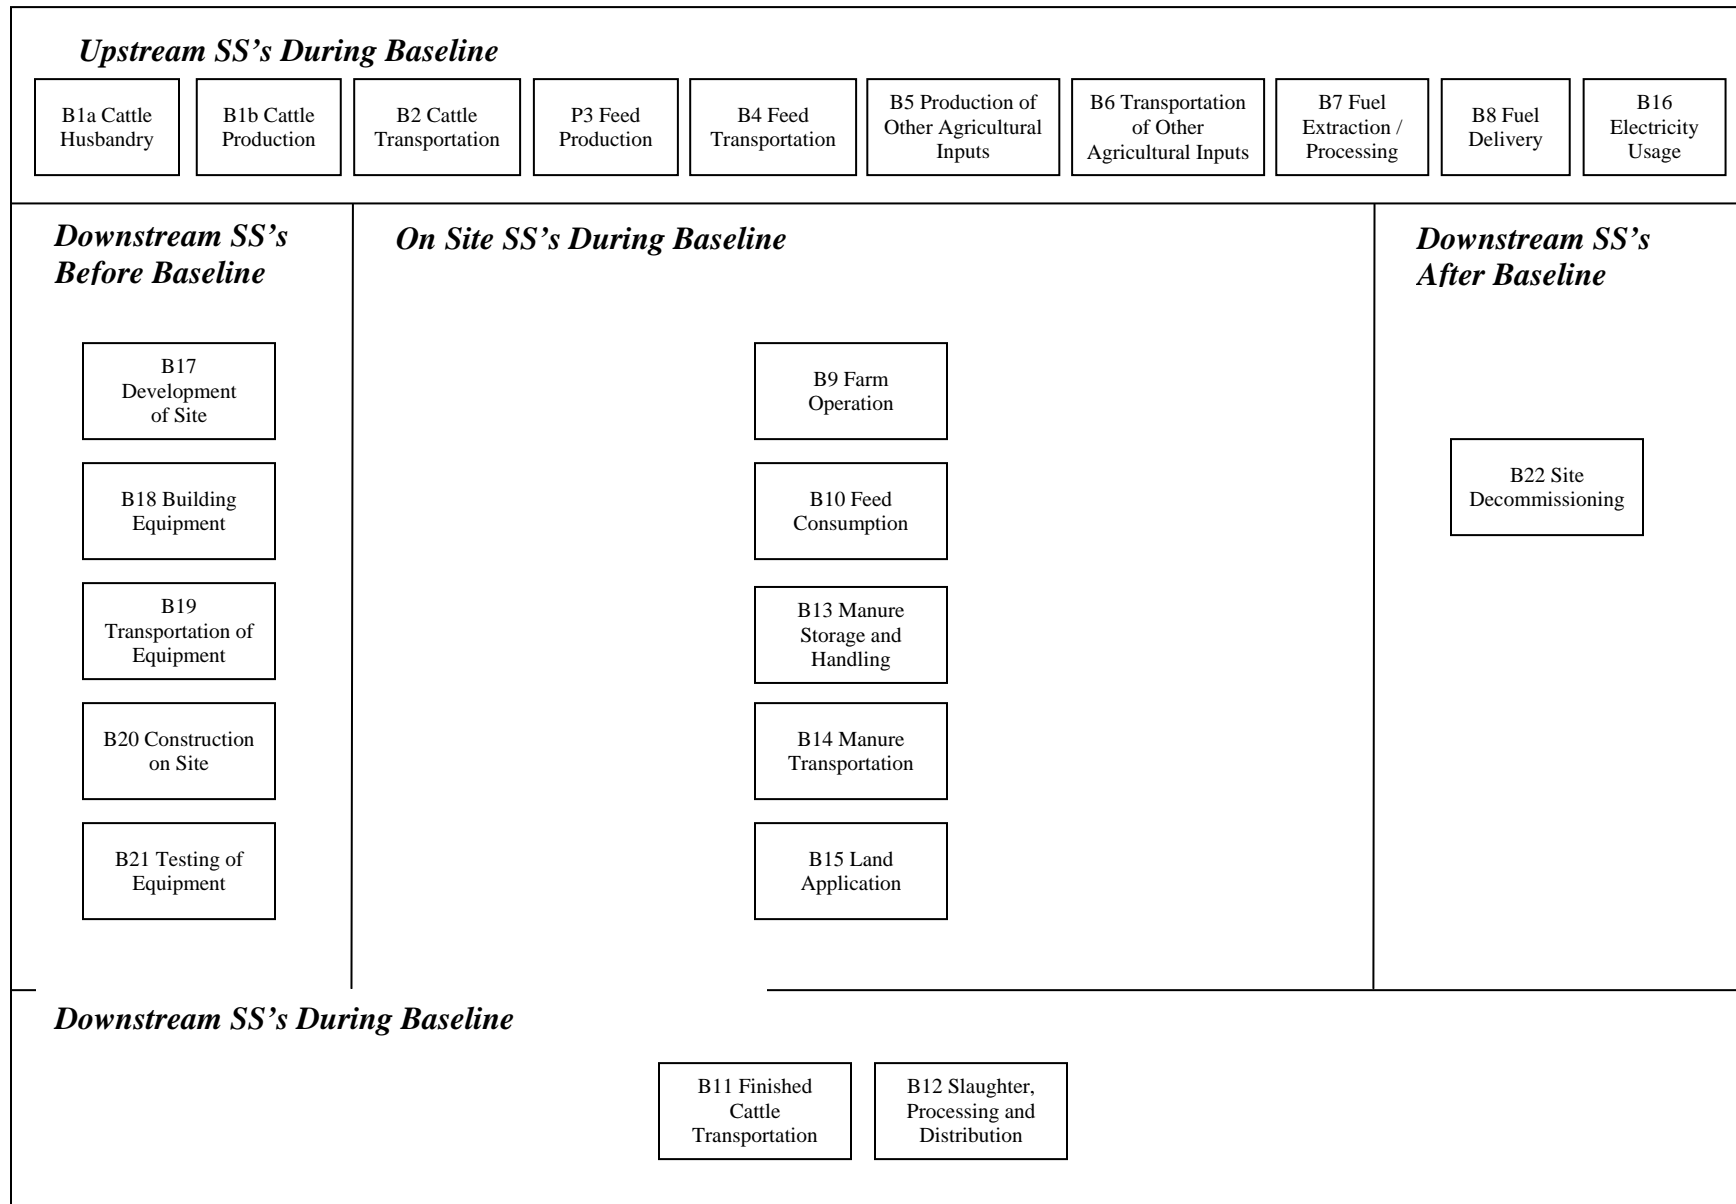 Upstream SS's During Baseline
B1a Cattle
Husbandry
B1b Cattle
Production
B2 Cattle
Transportation
P3 Feed
Production
B4 Feed
Transportation
B5 Production of
Other Agricultural
Inputs
B6 Transportation
of Other
Agricultural Inputs
B7 Fuel
Extraction /
Processing
B8 Fuel
Delivery
B16
Electricity
Usage
Downstream SS's
Before Baseline
B17
Development
of Site
B18 Building
Equipment
B19
Transportation of
Equipment
B20 Construction
on Site
B21 Testing of
Equipment
On Site SS's During Baseline
B9 Farm
Operation
B10 Feed
Consumption
B13 Manure
Storage and
Handling
B14 Manure
Transportation
B15 Land
Application
Downstream SS's
After Baseline
B22 Site
Decommissioning
Downstream SS's During Baseline
B11 Finished
Cattle
Transportation
B12 Slaughter,
Processing and
Distribution